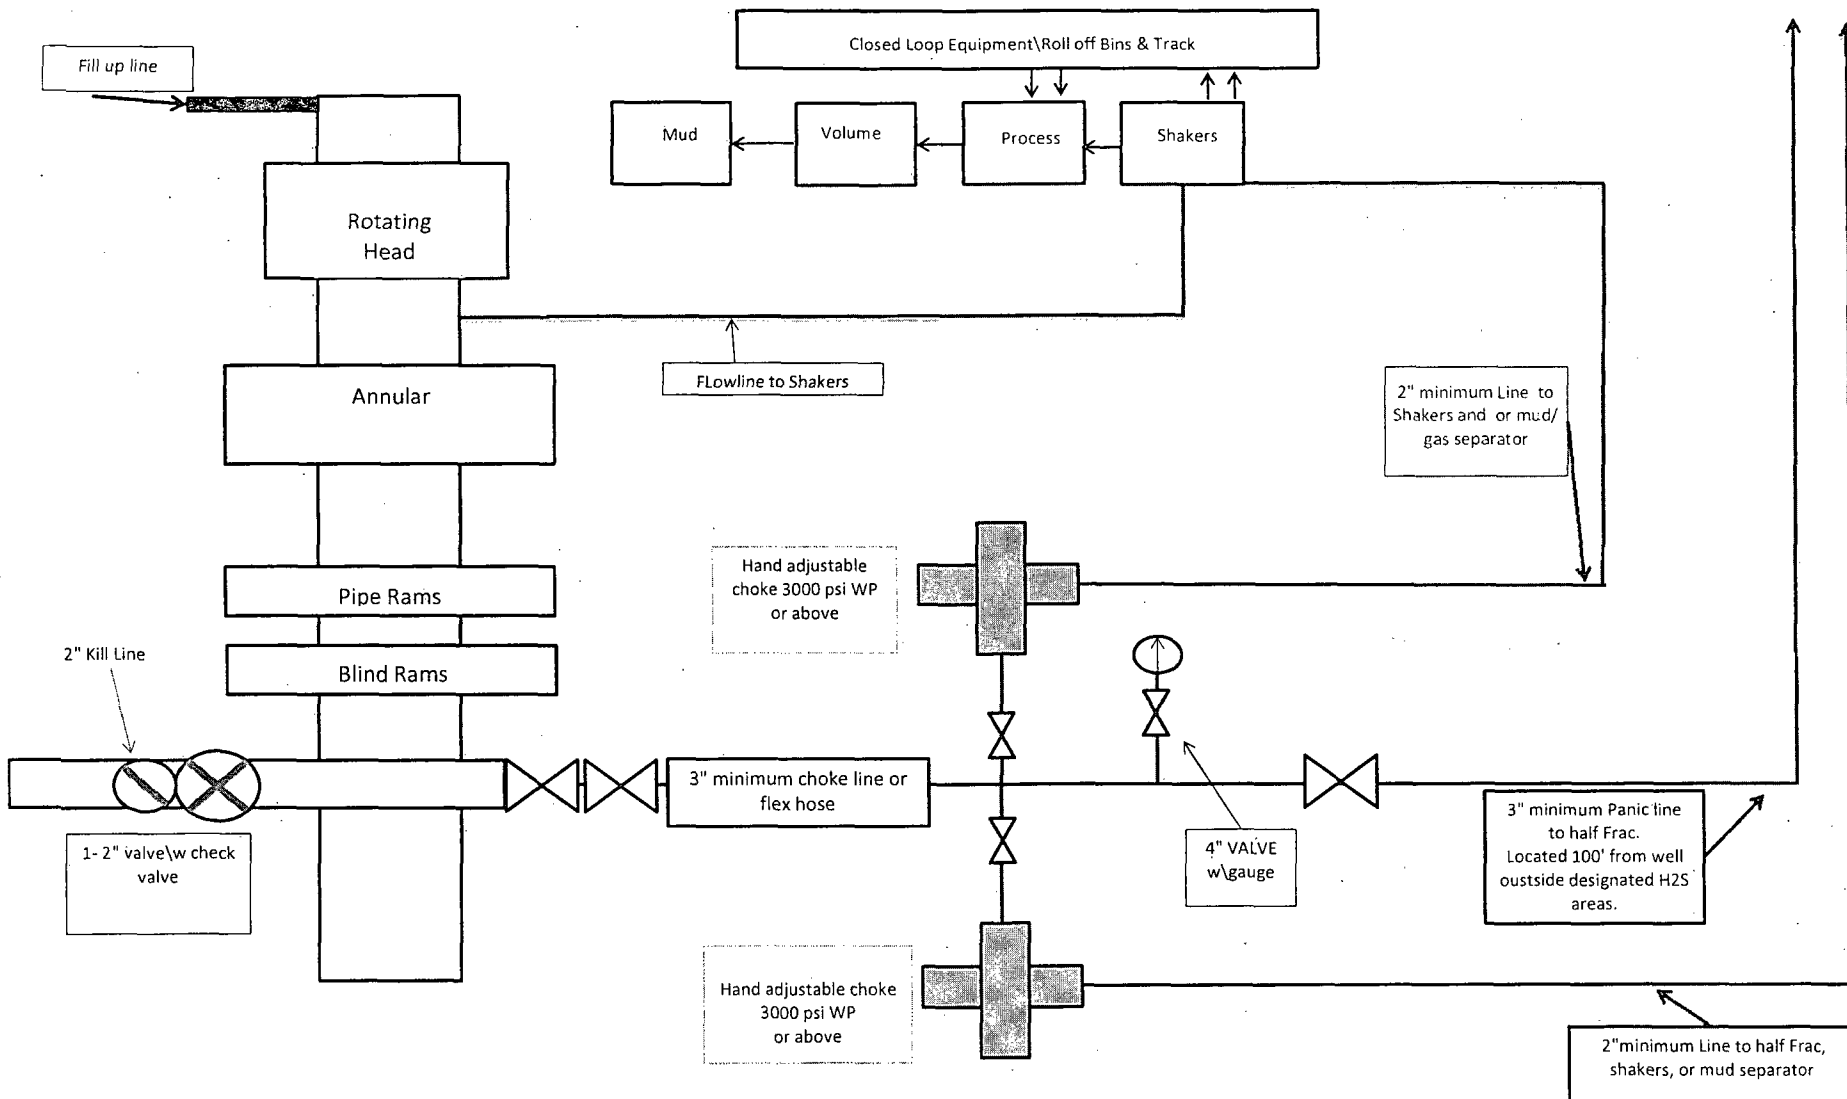 Closed Loop Equipment\Roll off Bins & Track
Fill up line
Mud
Volume
Process
Shakers
Rotating
Head
FLowline to Shakers
Annular
2" minimum Line to
Shakers and or mud/
gas separator
Hand adjustable
choke 3000 psi WP
or above
Pipe Rams
2" Kill Line
Blind Rams
3" minimum choke line or
flex hose
1- 2" valve\w check
valve
4" VALVE
w\gauge
3" minimum Panic line
to half Frac.
Located 100' from well
oustside designated H2S
areas.
Hand adjustable choke
3000 psi WP
or above
2"minimum Line to half Frac,
shakers, or mud separator